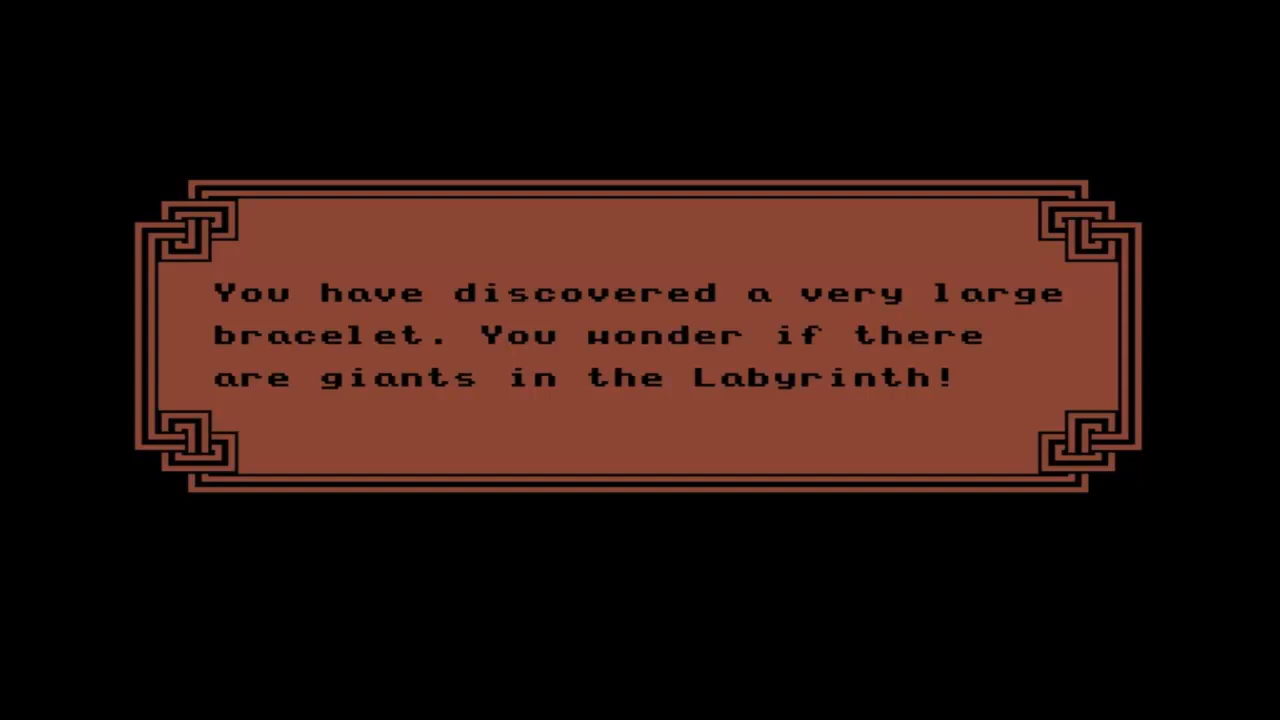 You have discovered a very large
bracelet. You wonder if there
are giants in the Labyrinth!